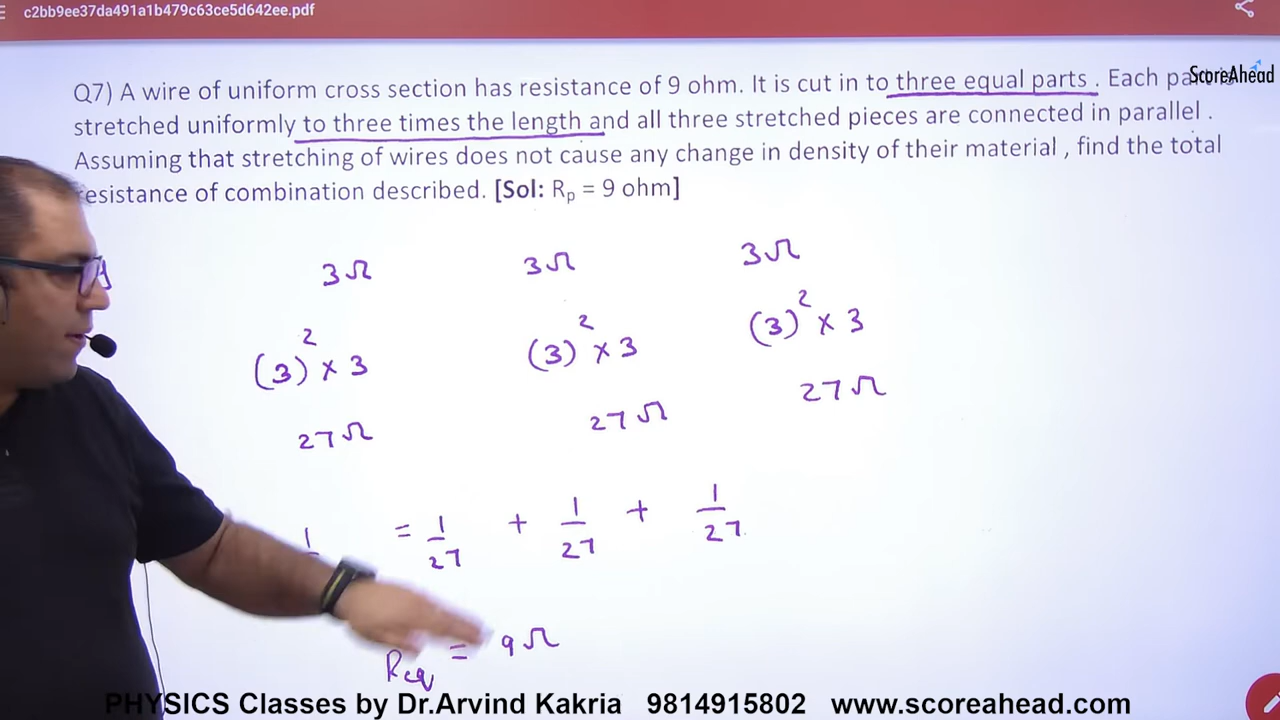 c2bb9ee37da491a1b479c63ce5d642ee.pdf
ScoreAhead
Q7) A wire of uniform cross section has resistance of 9 ohm. It is cut in to three equal parts . Each
stretched uniformly to three times the length and all three stretched pieces are connected in parallel .
Assuming that stretching of wires does not cause any change in density of their material , find the total
resistance of combination described. [Sol: Rp = 9 ohm]
3Ω 3Ω 3Ω
(3)² × 3 (3)² × 3 (3)² × 3
27Ω 27Ω 27Ω
1 = 1/27 + 1/27 + 1/27
Req = 9Ω
PHYSICS Classes by Dr.Arvind Kakria 9814915802 www.scoreahead.com